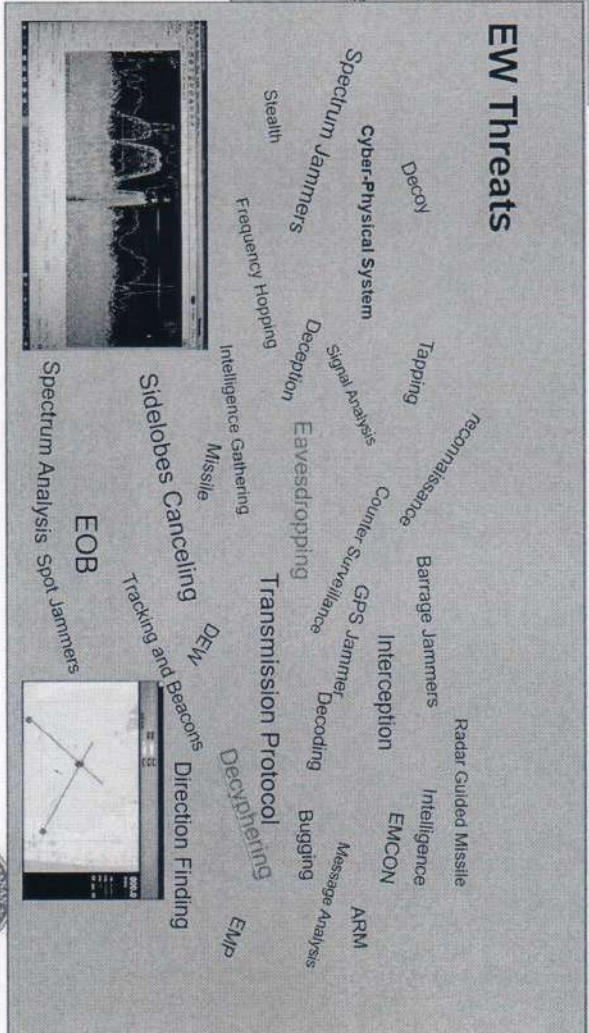 EW Threats
Decoy
Cyber-Physical System
Spectrum Jammers
Stealth
Tapping
reconnaissance
Signal Analysis
Deception
Frequency Hopping
Barrage Jammers
Counter Surveillance
GPS Jammer
Interception
Eavesdropping
Intelligence Gathering
Missile
Sidelobes Canceling
Radar Guided Missile
Intelligence
EMCON
Decoding
Transmission Protocol
DEW
Tracking and Beacons
EOB
Spectrum Analysis
Spot Jammers
ARM
Message Analysis
Bugging
Decyphering
Direction Finding
EMP